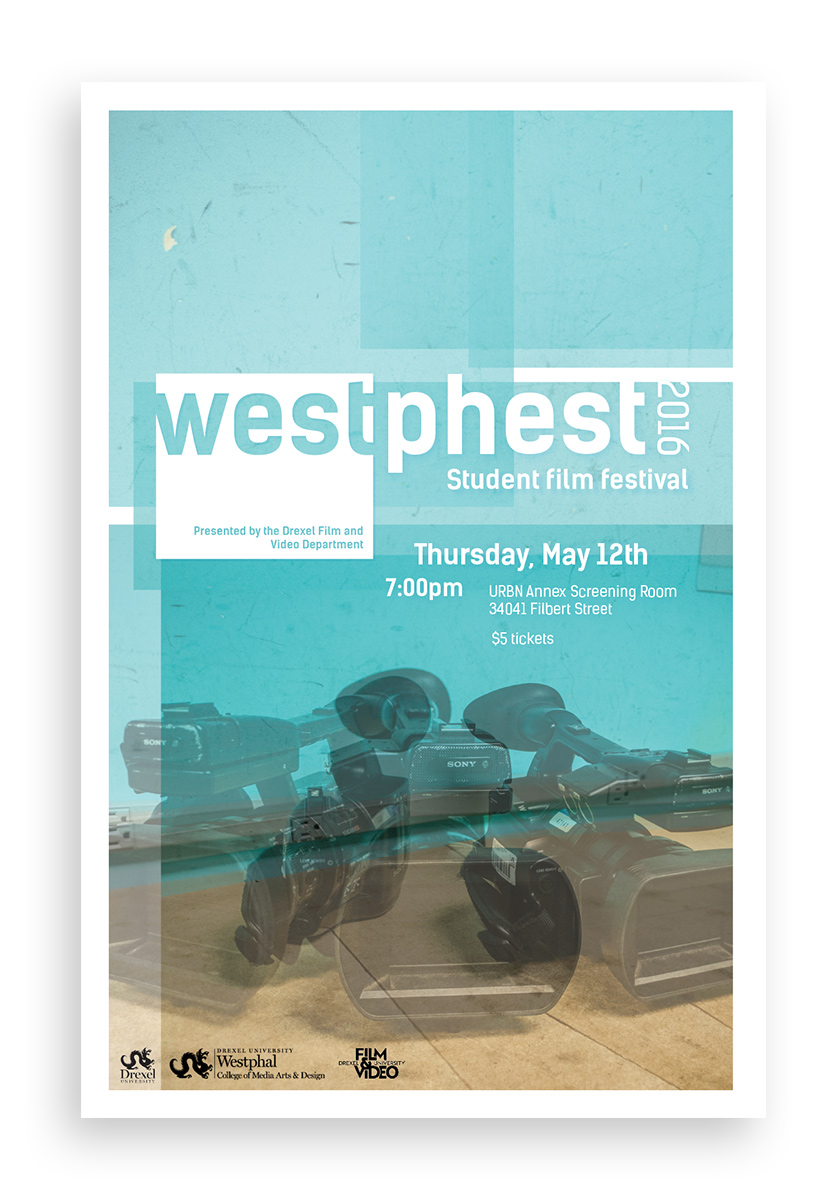 westphest 2016
Student film festival
Presented by the Drexel Film and
Video Department
Thursday, May 12th
7:00pm
URBN Annex Screening Room
34041 Filbert Street
$5 tickets
SONY
SONY
SONY
Drexel
UNIVERSITY
DREXEL UNIVERSITY
Westphal
College of Media Arts & Design
FILM
DREXEL & UNIVERSITY
VIDEO